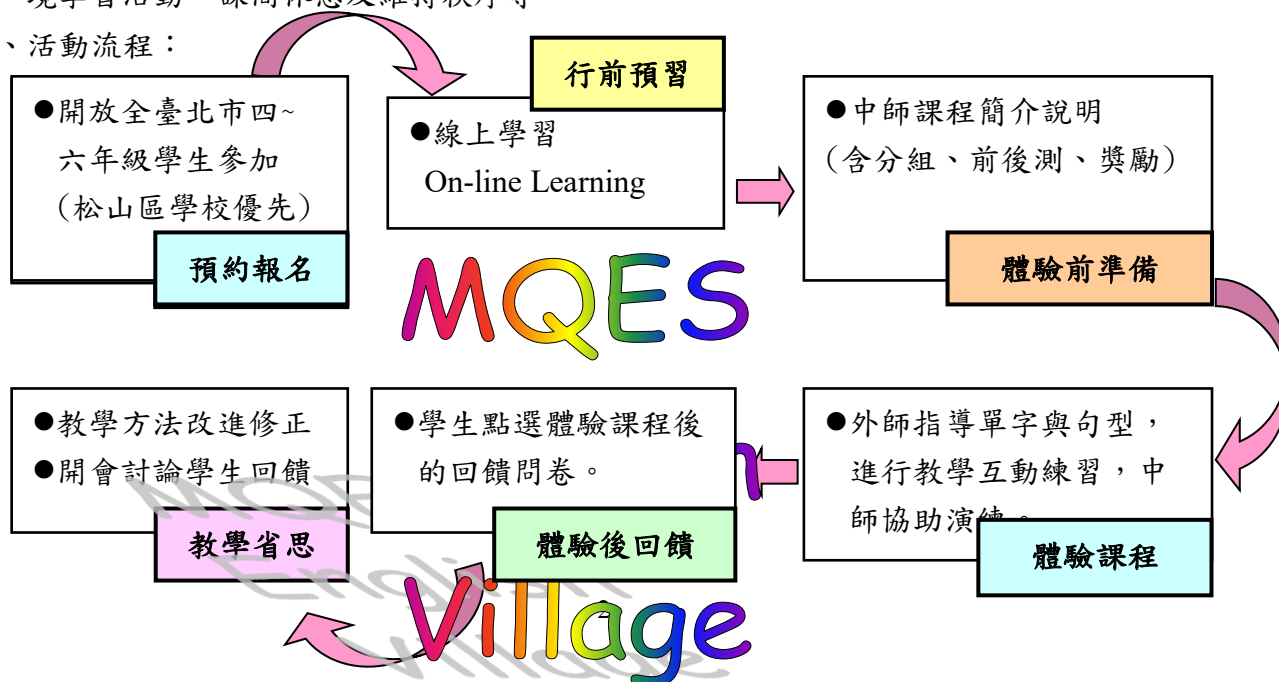 、活動流程：
●開放全臺北市四~
六年級學生參加
(松山區學校優先)
預約報名
行前預習
●線上學習
On-line Learning
●中師課程簡介說明
(含分組、前後測、獎勵)
體驗前準備
MQES
●外師指導單字與句型，
進行教學互動練習，中
師協助演練。
體驗課程
●學生點選體驗課程後
的回饋問卷。
體驗後回饋
●教學方法改進修正
●開會討論學生回饋
教學省思
Village